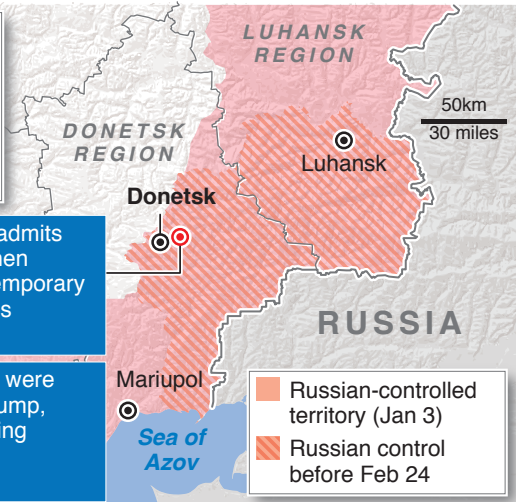 LUHANSK
REGION
50km
30 miles
DONETSK
REGION
Luhansk
Donetsk
admits
emporary
s
RUSSIA
were
ump,
ing
Mariupol
Sea of
Azov
Russian-controlled
territory (Jan 3)
Russian control
before Feb 24